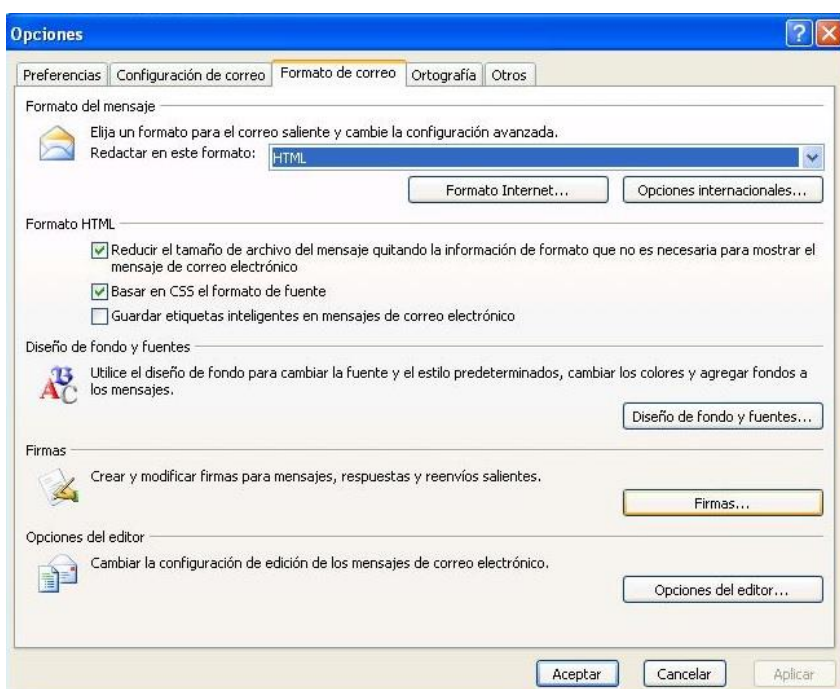 Opciones
Preferencias Configuración de correo Formato de correo Ortografía Otros
Formato del mensaje
Elija un formato para el correo saliente y cambie la configuración avanzada.
Redactar en este formato: HTML
Formato Internet... Opciones internacionales...
Formato HTML
Reducir el tamaño de archivo del mensaje quitando la información de formato que no es necesaria para mostrar el
mensaje de correo electrónico
Basar en CSS el formato de fuente
Guardar etiquetas inteligentes en mensajes de correo electrónico
Diseño de fondo y fuentes
Utilice el diseño de fondo para cambiar la fuente y el estilo predeterminados, cambiar los colores y agregar fondos a
los mensajes.
Diseño de fondo y fuentes...
Firmas
Crear y modificar firmas para mensajes, respuestas y reenvíos salientes.
Firmas...
Opciones del editor
Cambiar la configuración de edición de los mensajes de correo electrónico.
Opciones del editor...
Aceptar Cancelar Aplicar